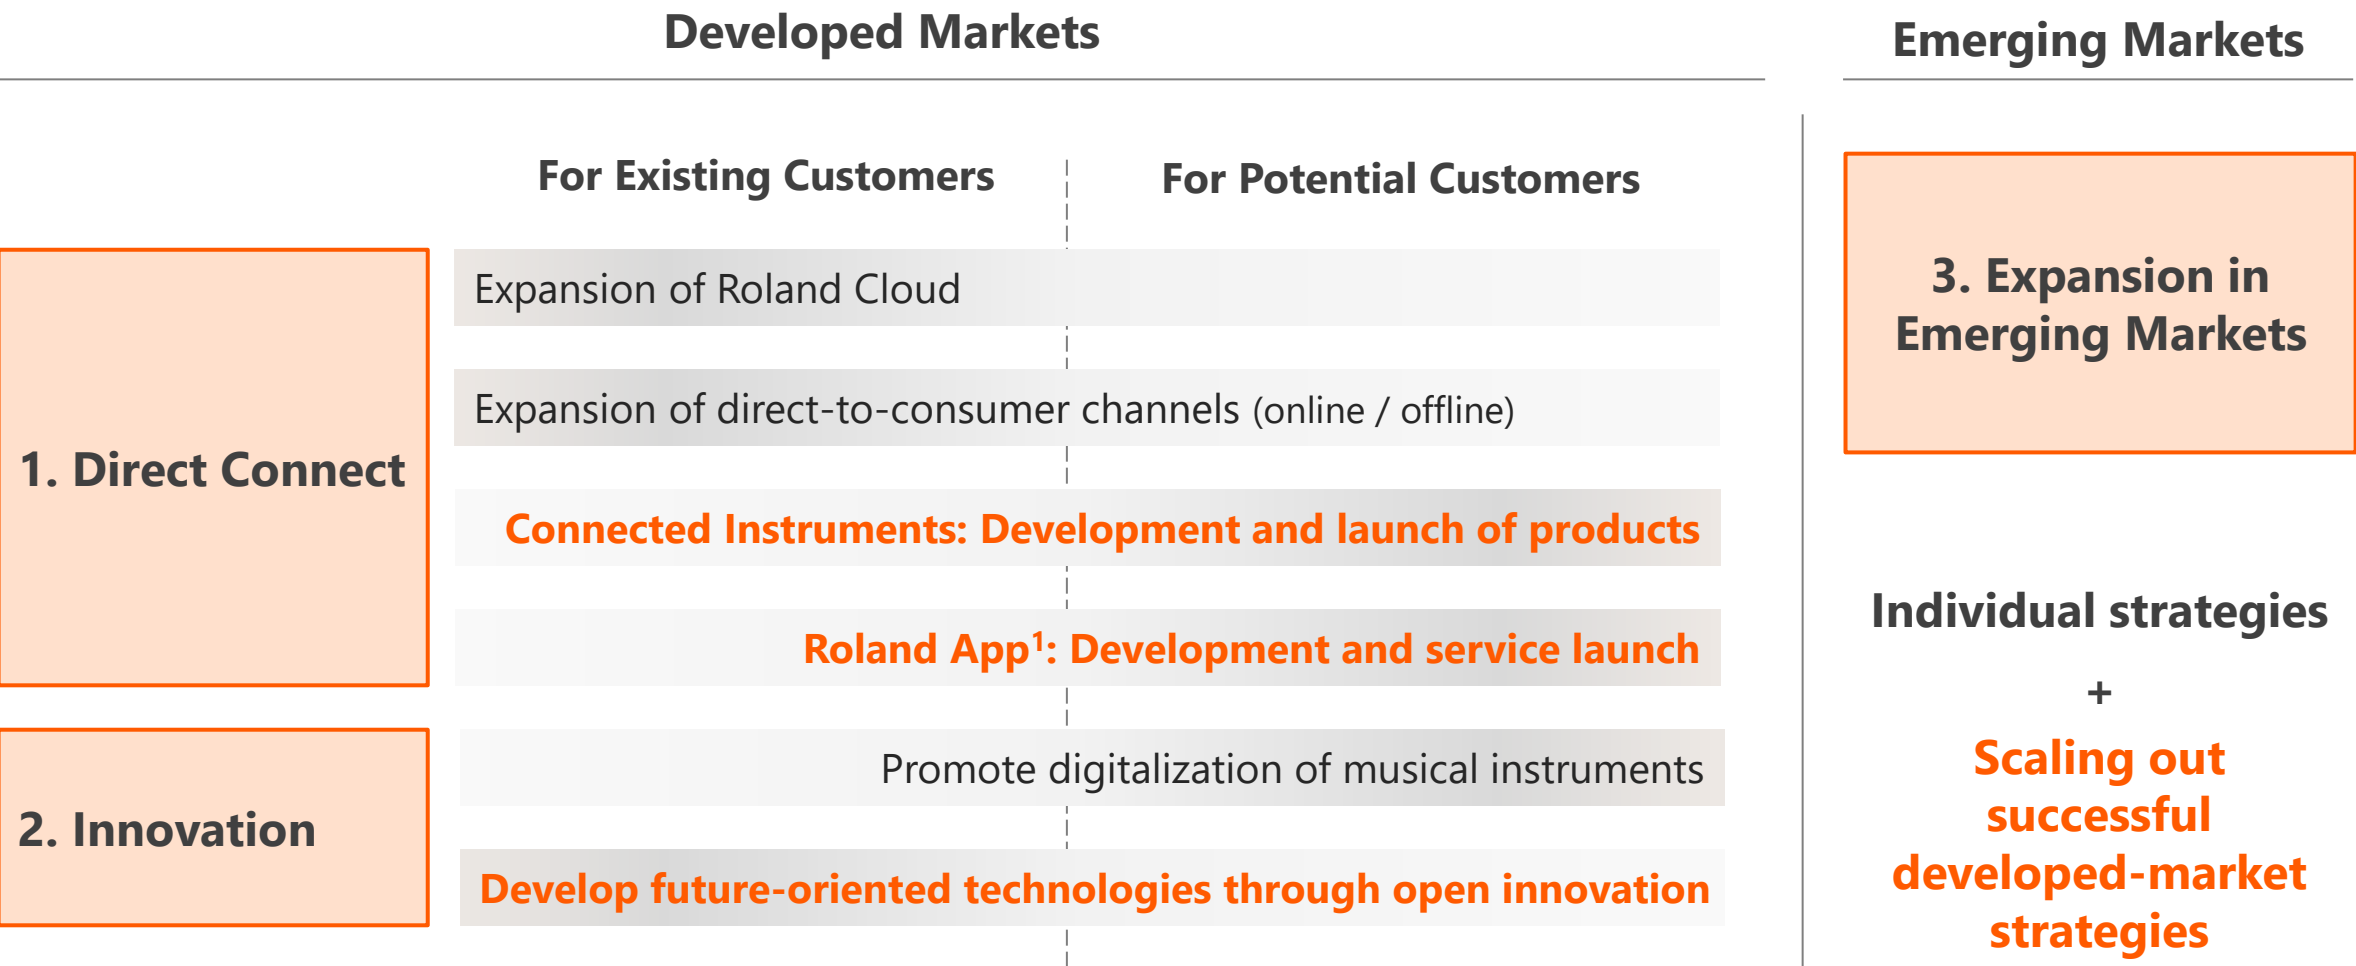 Developed Markets
Emerging Markets
For Existing Customers
For Potential Customers
1. Direct Connect
Expansion of Roland Cloud
Expansion of direct-to-consumer channels (online / offline)
Connected Instruments: Development and launch of products
Roland App¹: Development and service launch
2. Innovation
Promote digitalization of musical instruments
Develop future-oriented technologies through open innovation
3. Expansion in
Emerging Markets
Individual strategies
+
Scaling out
successful
developed-market
strategies